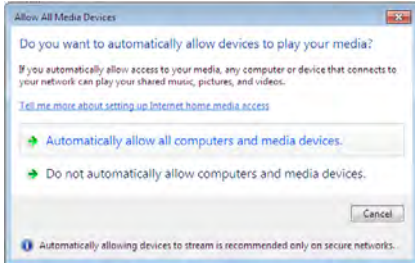 Allow All Media Devices
Do you want to automatically allow devices to play your media?
If you automatically allow access to your media, any computer or device that connects to
your network can play your shared music, pictures, and videos.
Tell me more about setting up Internet home media access
Automatically allow all computers and media devices.
Do not automatically allow computers and media devices.
Cancel
Automatically allowing devices to stream is recommended only on secure networks.